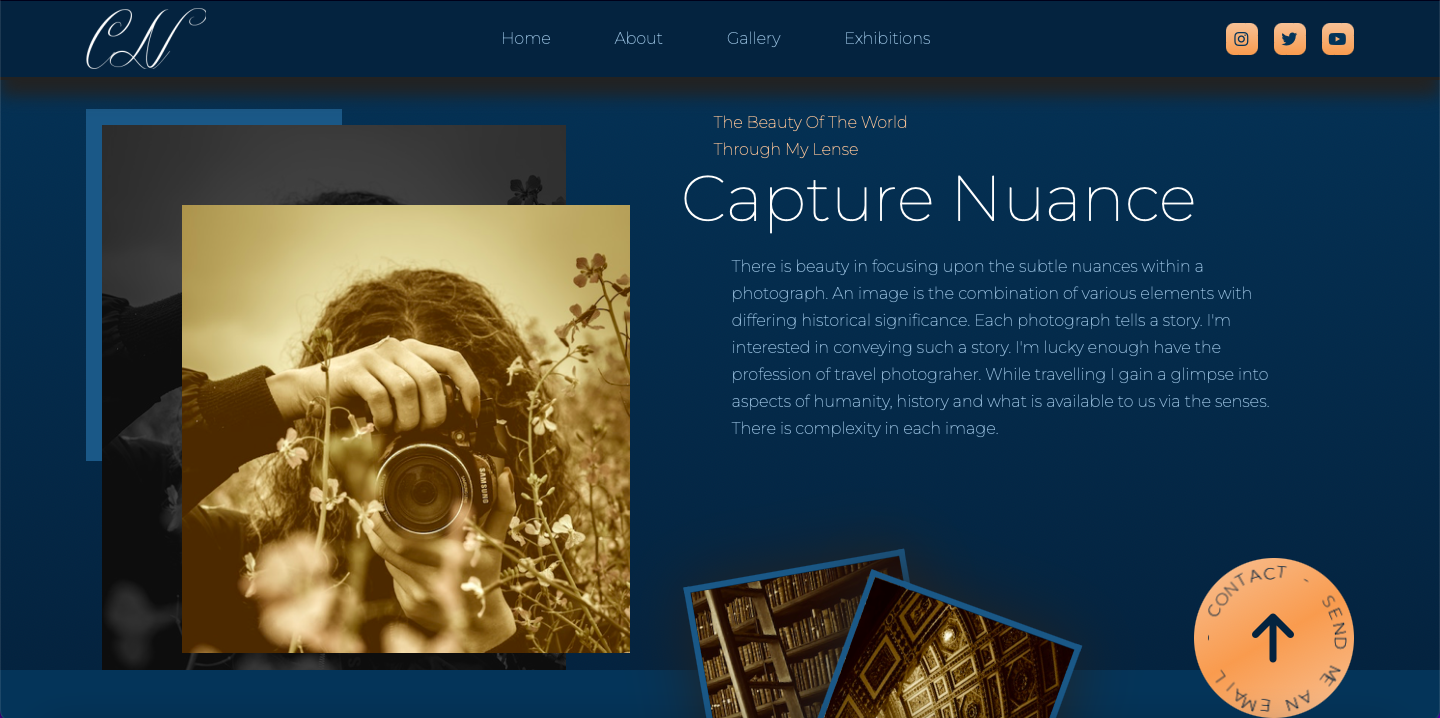 CN
Home About Gallery Exhibitions
The Beauty Of The World
Through My Lense
Capture Nuance
There is beauty in focusing upon the subtle nuances within a
photograph. An image is the combination of various elements with
differing historical significance. Each photograph tells a story. I'm
interested in conveying such a story. I'm lucky enough have the
profession of travel photograher. While travelling I gain a glimpse into
aspects of humanity, history and what is available to us via the senses.
There is complexity in each image.
SAMSUNG
- CONTACT - SEND ME AN EMAIL